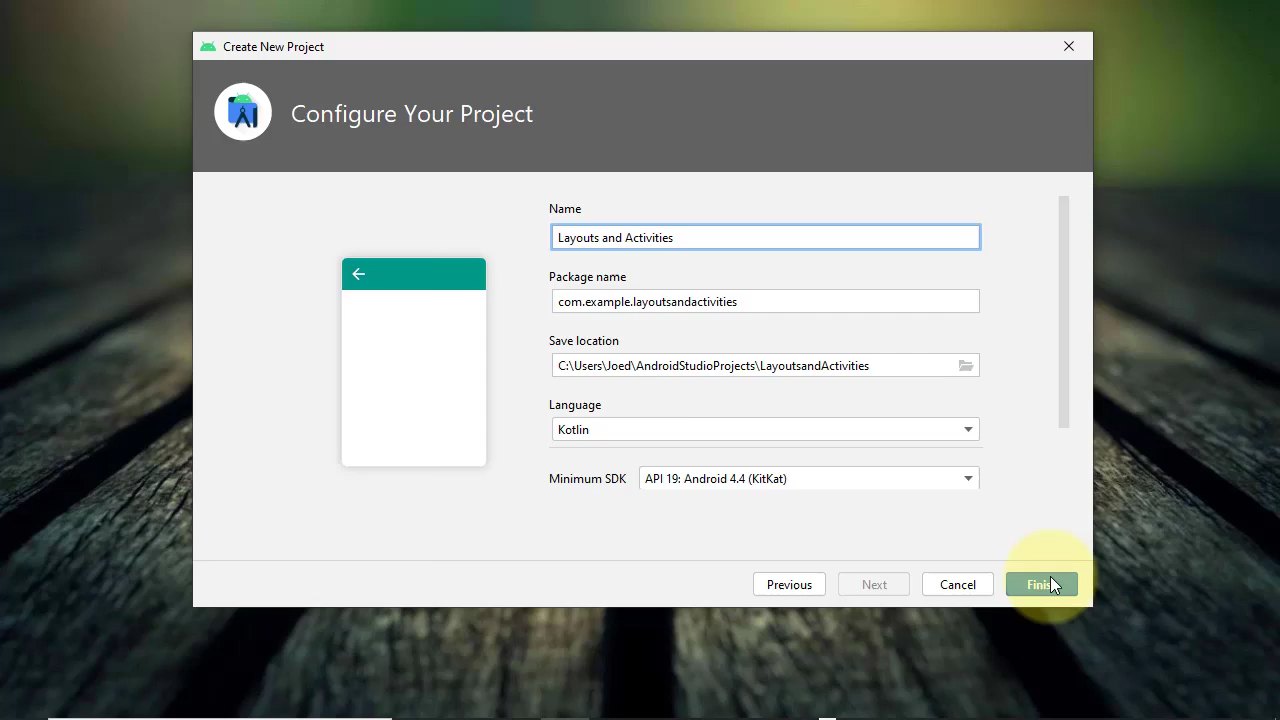 Create New Project
Configure Your Project
Name
Layouts and Activities
Package name
com.example.layoutsandactivities
Save location
C:\Users\Joed\AndroidStudioProjects\LayoutsandActivities
Language
Kotlin
Minimum SDK API 19: Android 4.4 (KitKat)
Previous Next Cancel Finish